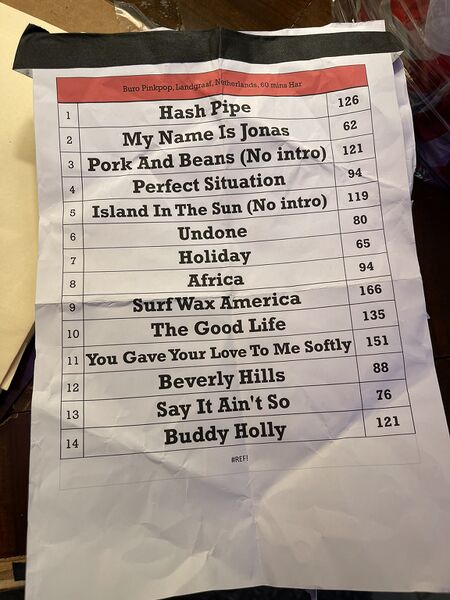 Buro Pinkpop, Landgraaf, Netherlands, 60 mins Har
1 Hash Pipe 126
2 My Name Is Jonas 62
3 Pork And Beans (No intro) 121
4 Perfect Situation 94
5 Island In The Sun (No intro) 119
6 Undone 80
7 Holiday 65
8 Africa 94
9 Surf Wax America 166
10 The Good Life 135
11 You Gave Your Love To Me Softly 151
12 Beverly Hills 88
13 Say It Ain't So 76
14 Buddy Holly 121
#REF!